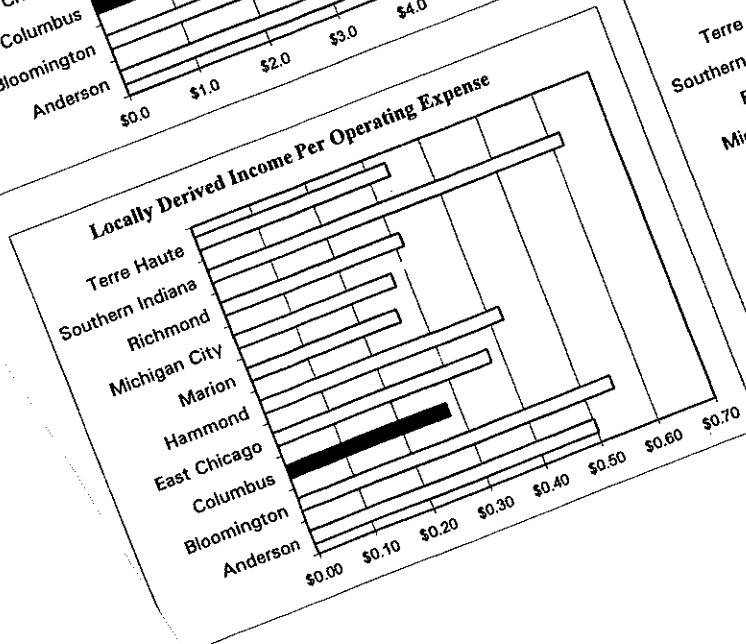 Columbus
Bloomington
Anderson
$0.0
$1.0
$2.0
$3.0
$4.0
Terre
Southern
Locally Derived Income Per Operating Expense
Terre Haute
Southern Indiana
Richmond
Michigan City
Marion
Hammond
East Chicago
Columbus
Bloomington
Anderson
$0.00
$0.10
$0.20
$0.30
$0.40
$0.50
$0.60
$0.70